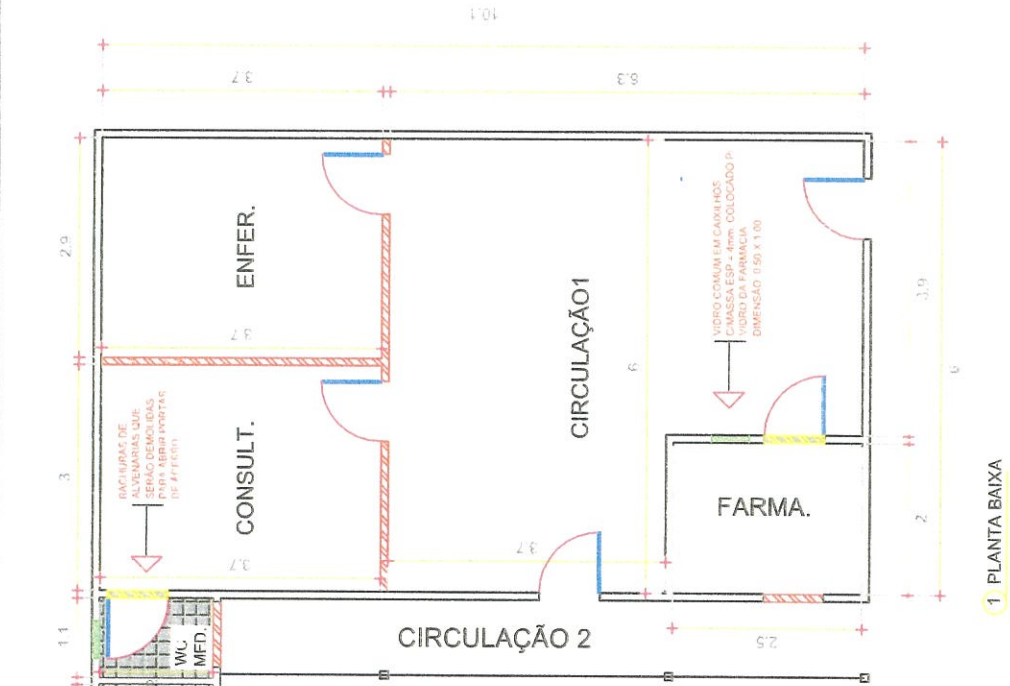 10.1
3.7
6.3
2.9
ENFER.
3.7
3
RACHURAS DE
ALVENARIAS QUE
SERÃO DEMOLIDAS
PARA ABRIR PORTAS
DE ACESSO
CONSULT.
3.7
1.1
WC
MED.
CIRCULAÇÃO1
6
3.7
VIDRO COMUM EM CAIXILHOS
C/MASSA ESP = 4mm. COLOCADO P.
VIDRO DA FARMACIA
DIMENSÃO 0.50 X 1.00
3.9
6
FARMA.
2
CIRCULAÇÃO 2
2.5
1 PLANTA BAIXA